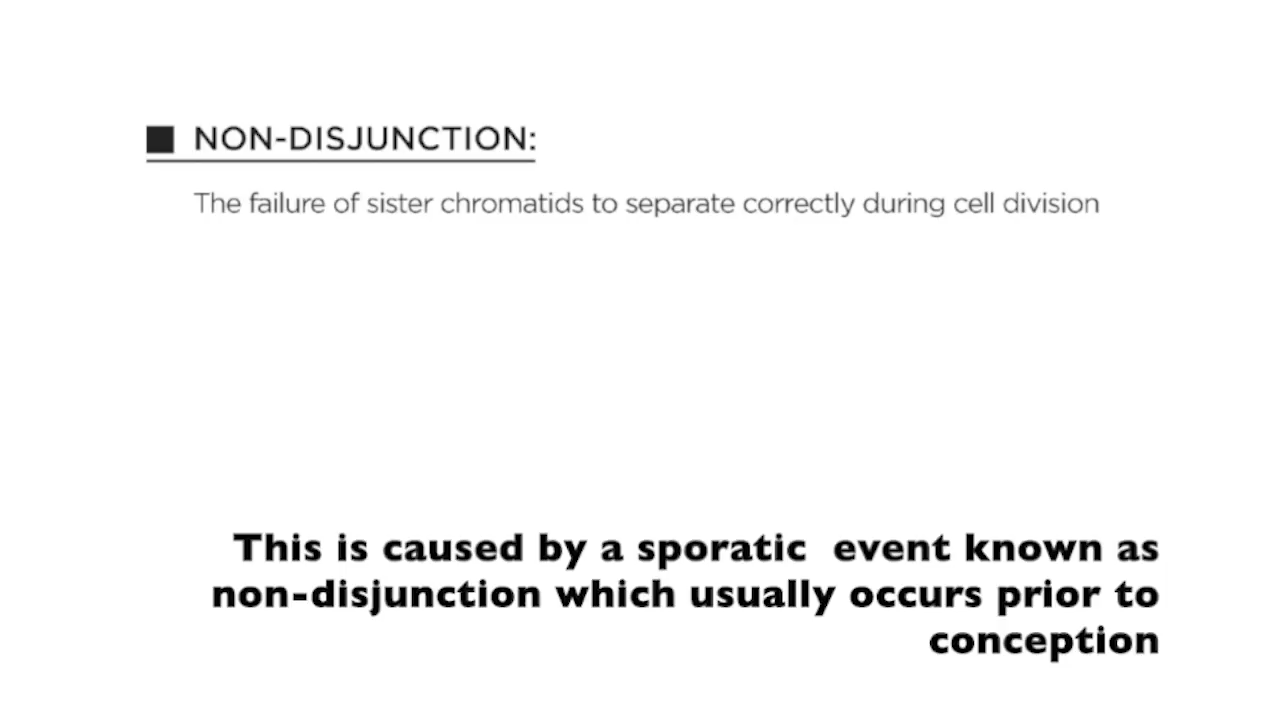 NON-DISJUNCTION:
The failure of sister chromatids to separate correctly during cell division
This is caused by a sporatic event known as
non-disjunction which usually occurs prior to
conception